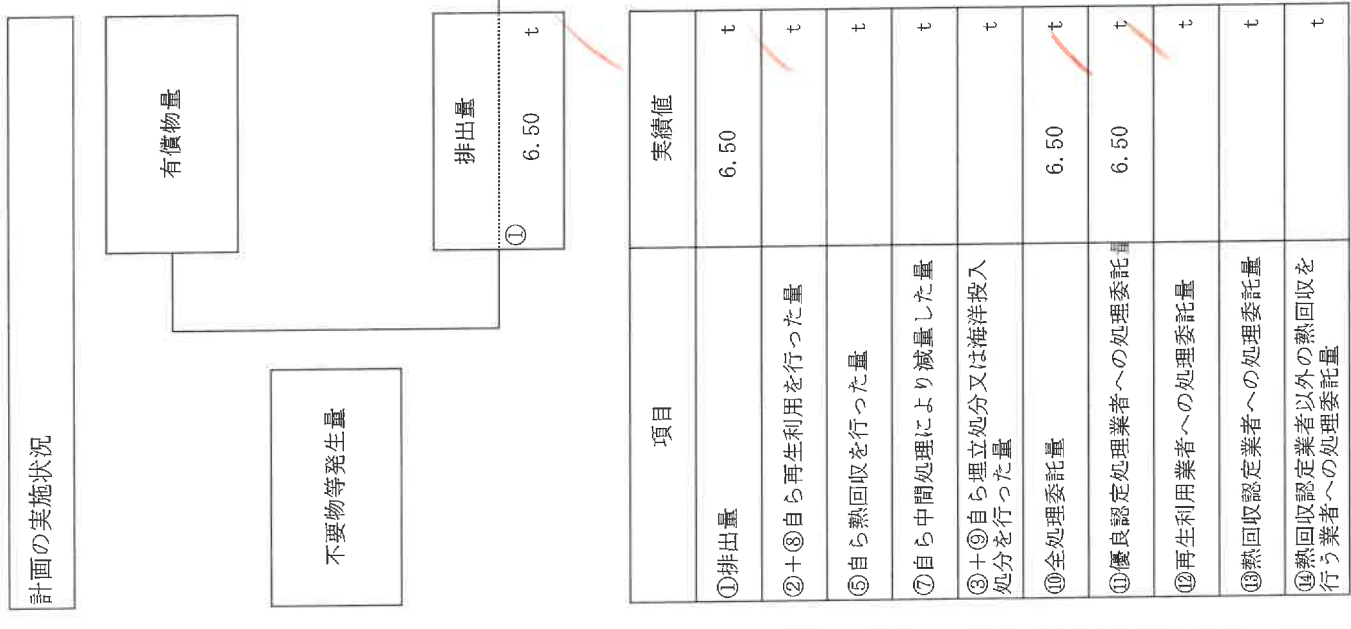 計画の実施状況
不要物等発生量
有償物量
排出量
① 6.50 t
項目 実績値
①排出量 6.50 t
②+⑧自ら再生利用を行った量 t
⑤自ら熱回収を行った量 t
⑦自ら中間処理により減量した量 t
③+⑨自ら埋立処分又は海洋投入
処分を行った量 t
⑩全処理委託量 6.50 t
⑪優良認定処理業者への処理委託量 6.50 t
⑫再生利用業者への処理委託量 t
⑬熱回収認定業者への処理委託量 t
⑭熱回収認定業者以外の熱回収を
行う業者への処理委託量 t